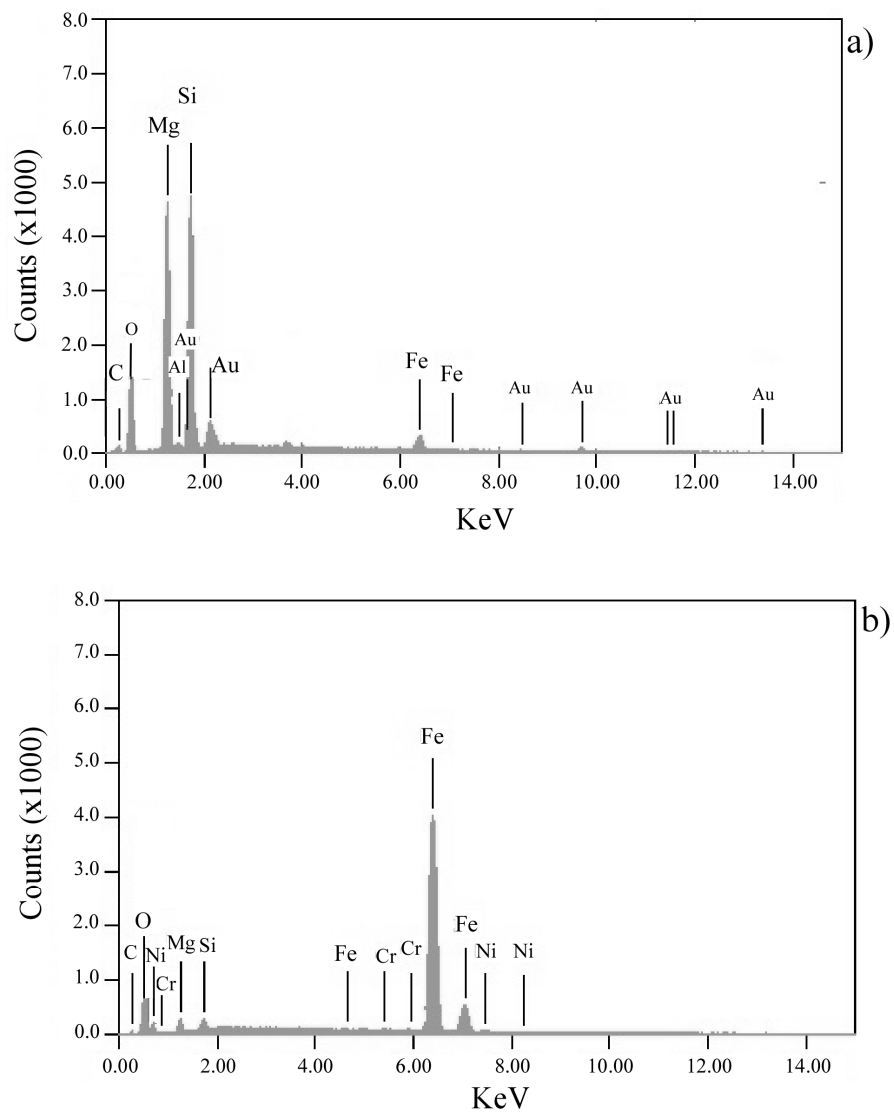 a)
8.0
7.0
6.0
5.0
4.0
3.0
2.0
1.0
0.0
Counts (x1000)
C
O
Mg
Al
Au
Si
Au
Fe
Fe
Au
Au
Au
Au
0.00 2.00 4.00 6.00 8.00 10.00 12.00 14.00
KeV
b)
8.0
7.0
6.0
5.0
4.0
3.0
2.0
1.0
0.0
Counts (x1000)
C
O
Ni
Cr
Mg
Si
Fe
Cr
Cr
Fe
Fe
Ni
Ni
0.00 2.00 4.00 6.00 8.00 10.00 12.00 14.00
KeV